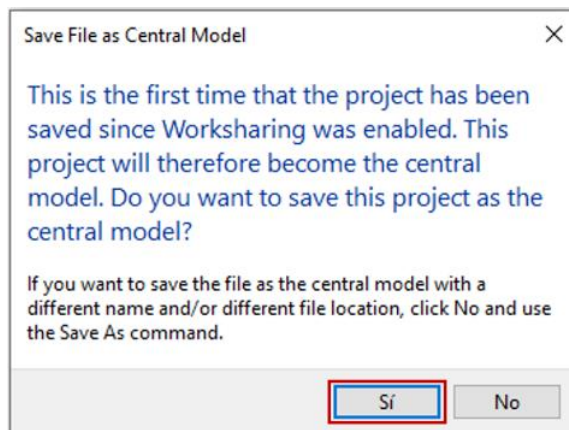 Save File as Central Model
This is the first time that the project has been
saved since Worksharing was enabled. This
project will therefore become the central
model. Do you want to save this project as the
central model?
If you want to save the file as the central model with a
different name and/or different file location, click No and use
the Save As command.
Sí No